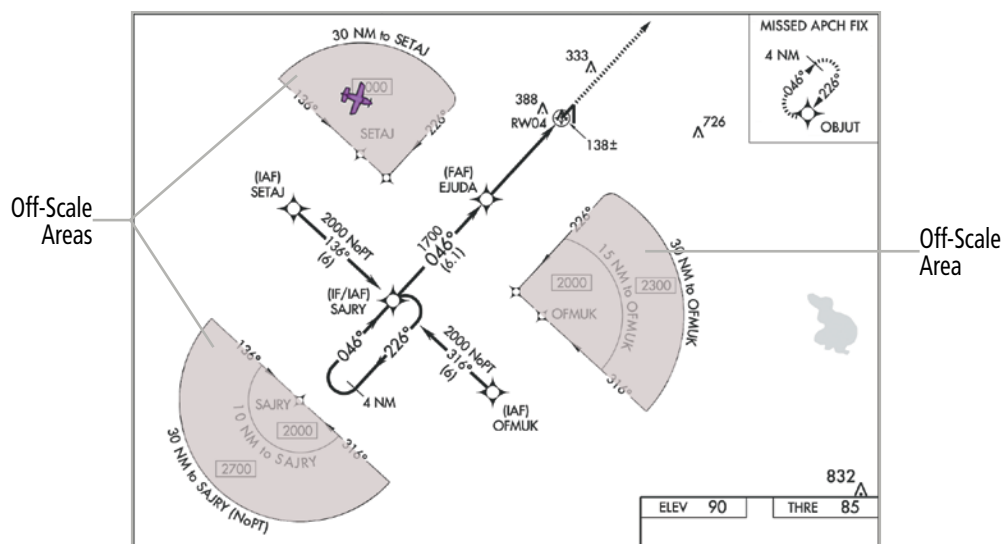 30 NM to SETAJ
MISSED APCH FIX
4 NM
046°
226°
OBJUT
000
136°
226°
SETAJ
333
388
RW04
138±
726
(IAF)
SETAJ
(FAF)
EJUDA
2000 NoPT
136°
(6)
1700
046°
(6.1)
Off-Scale
Areas
Off-Scale
Area
226°
15 NM to OFMUK
30 NM to OFMUK
2000
2300
OFMUK
316°
(IF/IAF)
SAJRY
046°
226°
4 NM
2000 NoPT
316°
(6)
(IAF)
OFMUK
136°
SAJRY
2000
10 NM to SAJRY
316°
2700
30 NM to SAJRY (NoPT)
832
ELEV 90
THRE 85